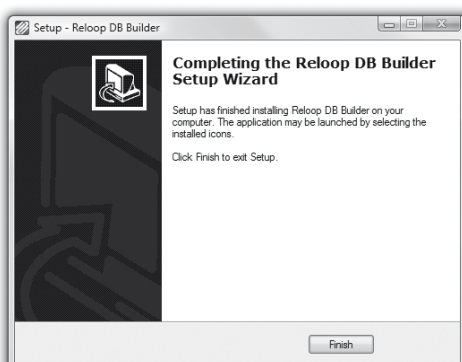 Setup - Reloop DB Builder
Completing the Reloop DB Builder
Setup Wizard
Setup has finished installing Reloop DB Builder on your
computer. The application may be launched by selecting the
installed icons.
Click Finish to exit Setup.
Finish